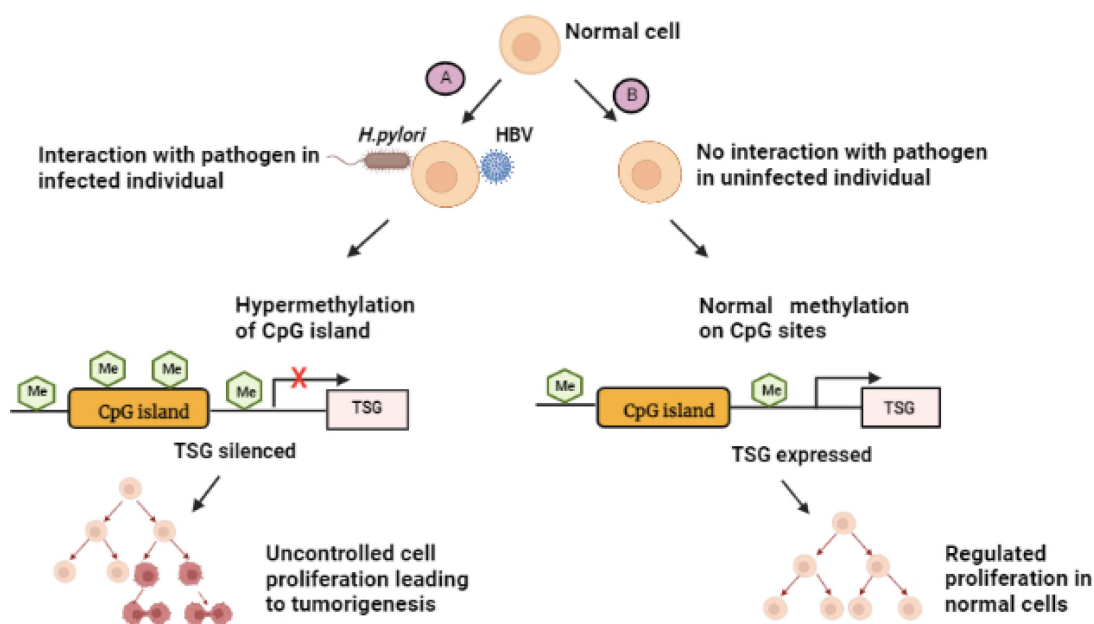 Normal cell
A
B
H.pylori
HBV
Interaction with pathogen in
infected individual
No interaction with pathogen
in uninfected individual
Hypermethylation
of CpG island
Normal methylation
on CpG sites
Me
Me
Me
Me
CpG island
TSG
Me
Me
CpG island
TSG
TSG silenced
TSG expressed
Uncontrolled cell
proliferation leading
to tumorigenesis
Regulated
proliferation in
normal cells